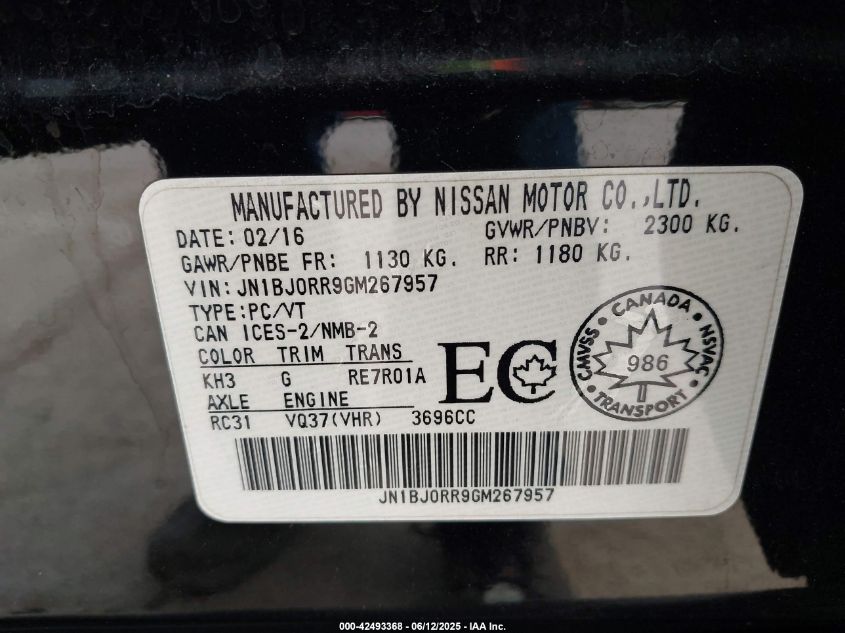 MANUFACTURED BY NISSAN MOTOR CO.,LTD.
DATE: 02/16 GVWR/PNBV: 2300 KG.
GAWR/PNBE FR: 1130 KG. RR: 1180 KG.
VIN: JN1BJ0RR9GM267957
TYPE:PC/VT
CAN ICES-2/NMB-2
COLOR TRIM TRANS
KH3 G RE7R01A
AXLE ENGINE
RC31 VQ37(VHR) 3696CC
EC
CANADA
CMVSS
NSVAC
986
TRANSPORT
JN1BJ0RR9GM267957
000-42493368 - 06/12/2025 - IAA Inc.